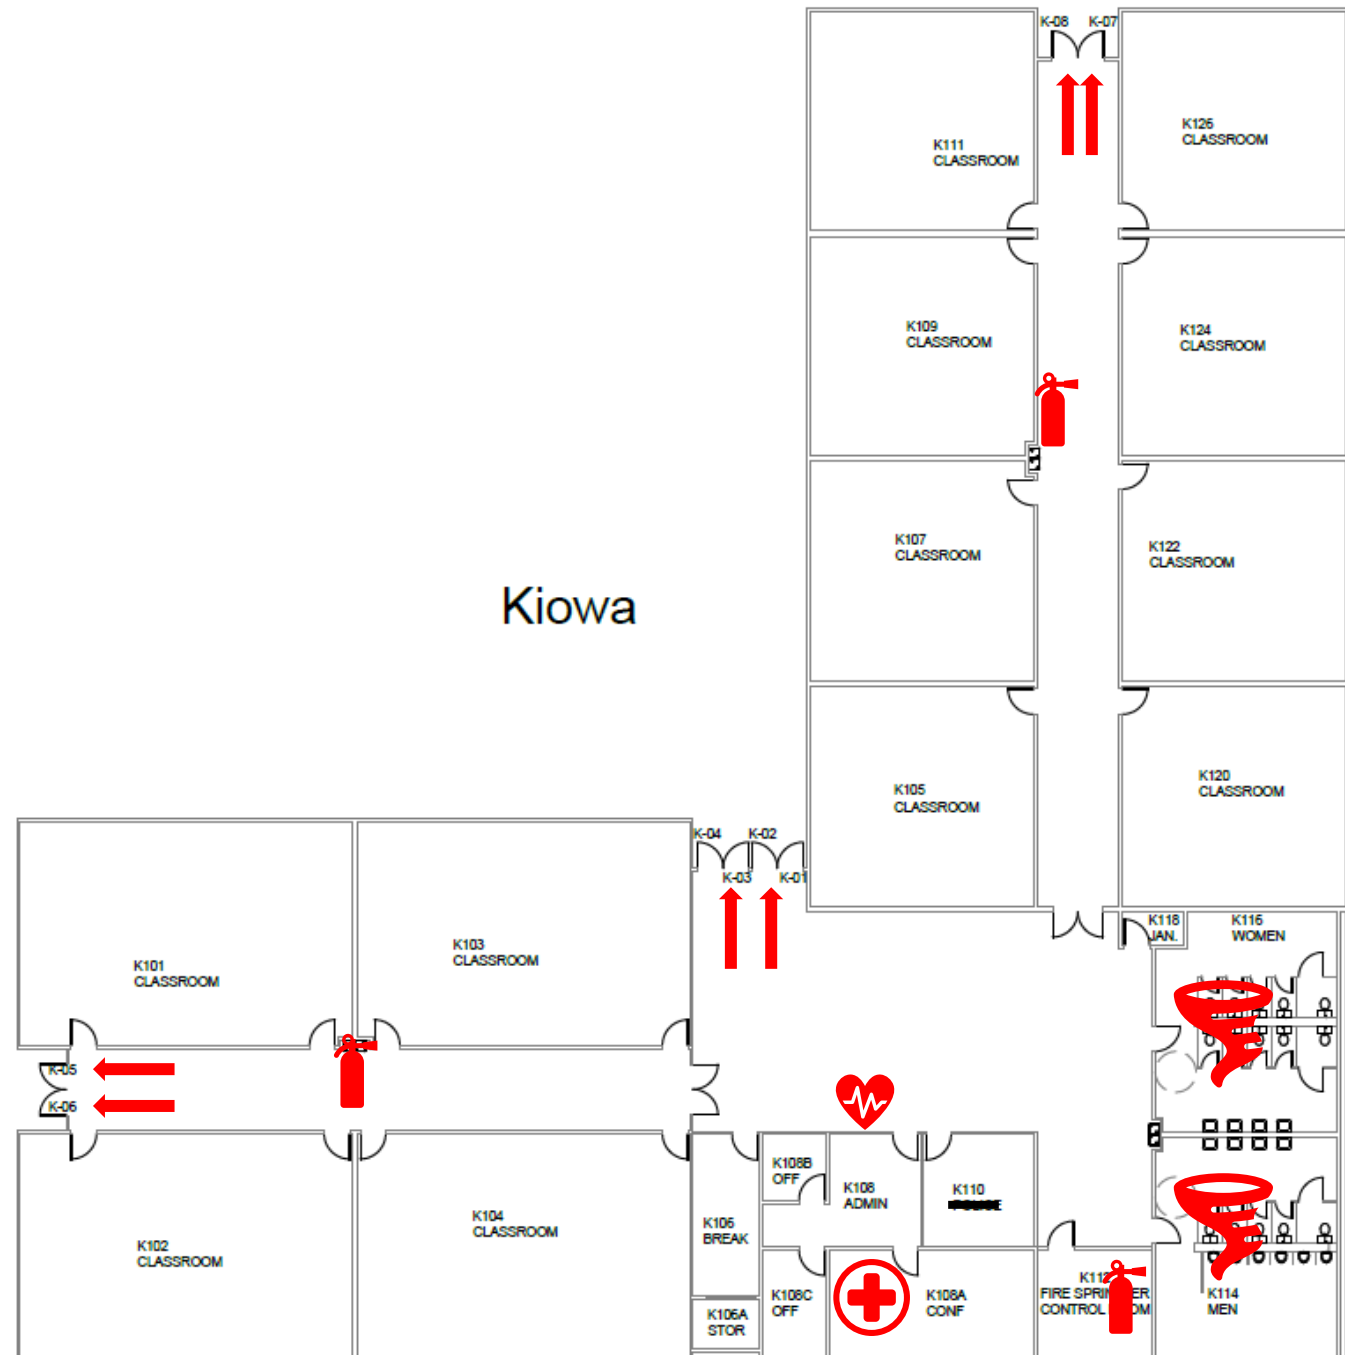 K-08
K-07
K111
CLASSROOM
K126
CLASSROOM
K109
CLASSROOM
K124
CLASSROOM
K107
CLASSROOM
K122
CLASSROOM
Kiowa
K105
CLASSROOM
K120
CLASSROOM
K-04
K-02
K-03
K-01
K101
CLASSROOM
K103
CLASSROOM
K118
JAN.
K116
WOMEN
K-05
K-06
K102
CLASSROOM
K104
CLASSROOM
K106
BREAK
K106A
STOR
K108B
OFF
K108
ADMIN
K110
K108C
OFF
K108A
CONF
FIRE
CONTROL
K114
MEN